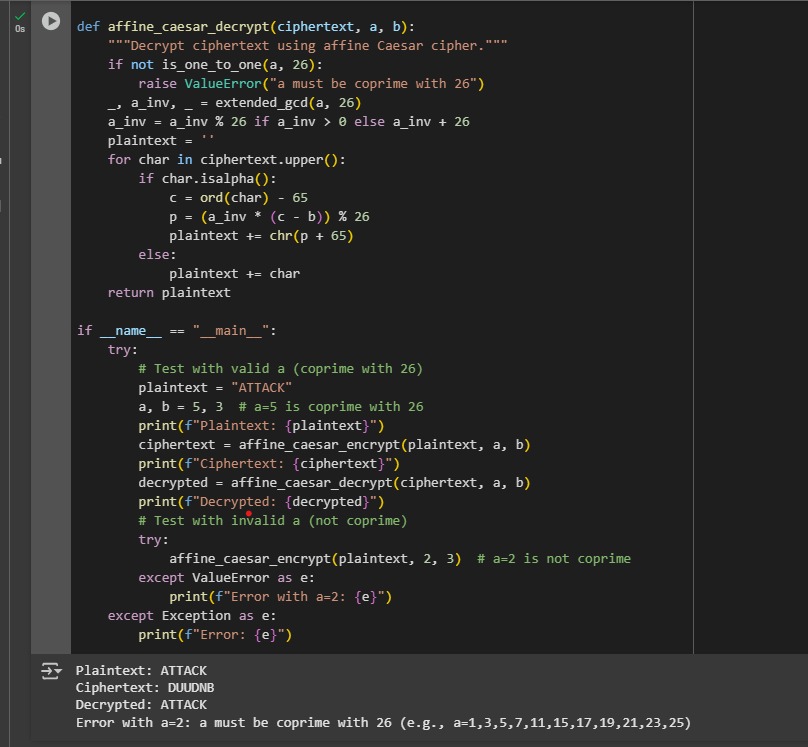 0s
def affine_caesar_decrypt(ciphertext, a, b):
    """Decrypt ciphertext using affine Caesar cipher."""
    if not is_one_to_one(a, 26):
        raise ValueError("a must be coprime with 26")
    _, a_inv, _ = extended_gcd(a, 26)
    a_inv = a_inv % 26 if a_inv > 0 else a_inv + 26
    plaintext = ''
    for char in ciphertext.upper():
        if char.isalpha():
            c = ord(char) - 65
            p = (a_inv * (c - b)) % 26
            plaintext += chr(p + 65)
        else:
            plaintext += char
    return plaintext
if __name__ == "__main__":
    try:
        # Test with valid a (coprime with 26)
        plaintext = "ATTACK"
        a, b = 5, 3  # a=5 is coprime with 26
        print(f"Plaintext: {plaintext}")
        ciphertext = affine_caesar_encrypt(plaintext, a, b)
        print(f"Ciphertext: {ciphertext}")
        decrypted = affine_caesar_decrypt(ciphertext, a, b)
        print(f"Decrypted: {decrypted}")
        # Test with invalid a (not coprime)
        try:
            affine_caesar_encrypt(plaintext, 2, 3)  # a=2 is not coprime
        except ValueError as e:
            print(f"Error with a=2: {e}")
    except Exception as e:
        print(f"Error: {e}")
Plaintext: ATTACK
Ciphertext: DUUDNB
Decrypted: ATTACK
Error with a=2: a must be coprime with 26 (e.g., a=1,3,5,7,11,15,17,19,21,23,25)